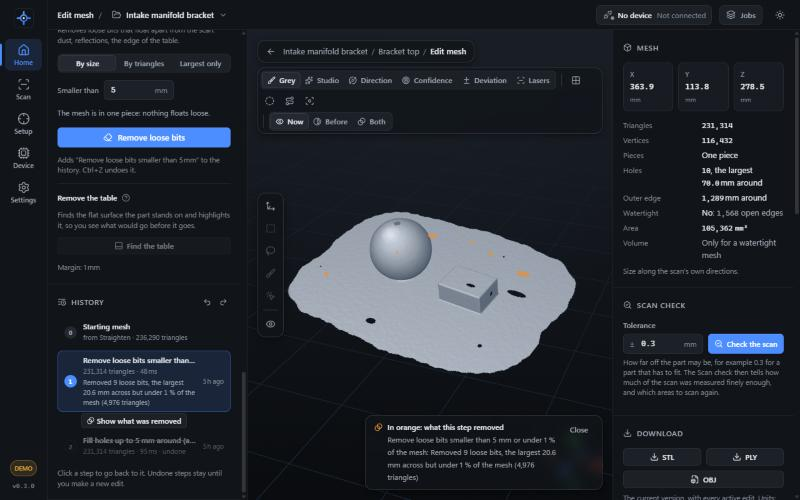 Edit mesh / Intake manifold bracket
No device Not connected
Jobs
Home
Scan
Setup
Device
Settings
DEMO
v0.3.0
Removes loose bits that float apart from the scan:
dust, reflections, the edge of the table.
By size
By triangles
Largest only
Smaller than 5 mm
The mesh is in one piece: nothing floats loose.
Remove loose bits
Adds "Remove loose bits smaller than 5 mm" to the
history. Ctrl+Z undoes it.
Remove the table
Finds the flat surface the part stands on and highlights
it, so you see what would go before it goes.
Find the table
Margin: 1 mm
HISTORY
0
Starting mesh
from Straighten · 236,290 triangles
1
Remove loose bits smaller than...
231,314 triangles · 48 ms
Removed 9 loose bits, the largest
20.6 mm across but under 1 % of the
mesh (4,976 triangles)
5 h ago
Show what was removed
2
Fill holes up to 5 mm around (a...
231,314 triangles · 95 ms · undone
5 h ago
Click a step to go back to it. Undone steps stay until
you make a new edit.
Intake manifold bracket / Bracket top / Edit mesh
Grey
Studio
Direction
Confidence
Deviation
Lasers
Now
Before
Both
In orange: what this step removed
Close
Remove loose bits smaller than 5 mm or under 1 %
of the mesh: Removed 9 loose bits, the largest 20.6
mm across but under 1 % of the mesh (4,976
triangles)
MESH
X
363.9
mm
Y
113.8
mm
Z
278.5
mm
Triangles 231,314
Vertices 116,432
Pieces One piece
Holes 10, the largest
70.0 mm around
Outer edge 1,289 mm around
Watertight No: 1,568 open edges
Area 105,362 mm²
Volume Only for a watertight
mesh
Size along the scan's own directions.
SCAN CHECK
Tolerance
± 0.3 mm
Check the scan
How far off the part may be, for example 0.3 for a
part that has to fit. The Scan check then tells how
much of the scan was measured finely enough,
and which areas to scan again.
DOWNLOAD
STL
PLY
OBJ
The current version, with every active edit. Units: